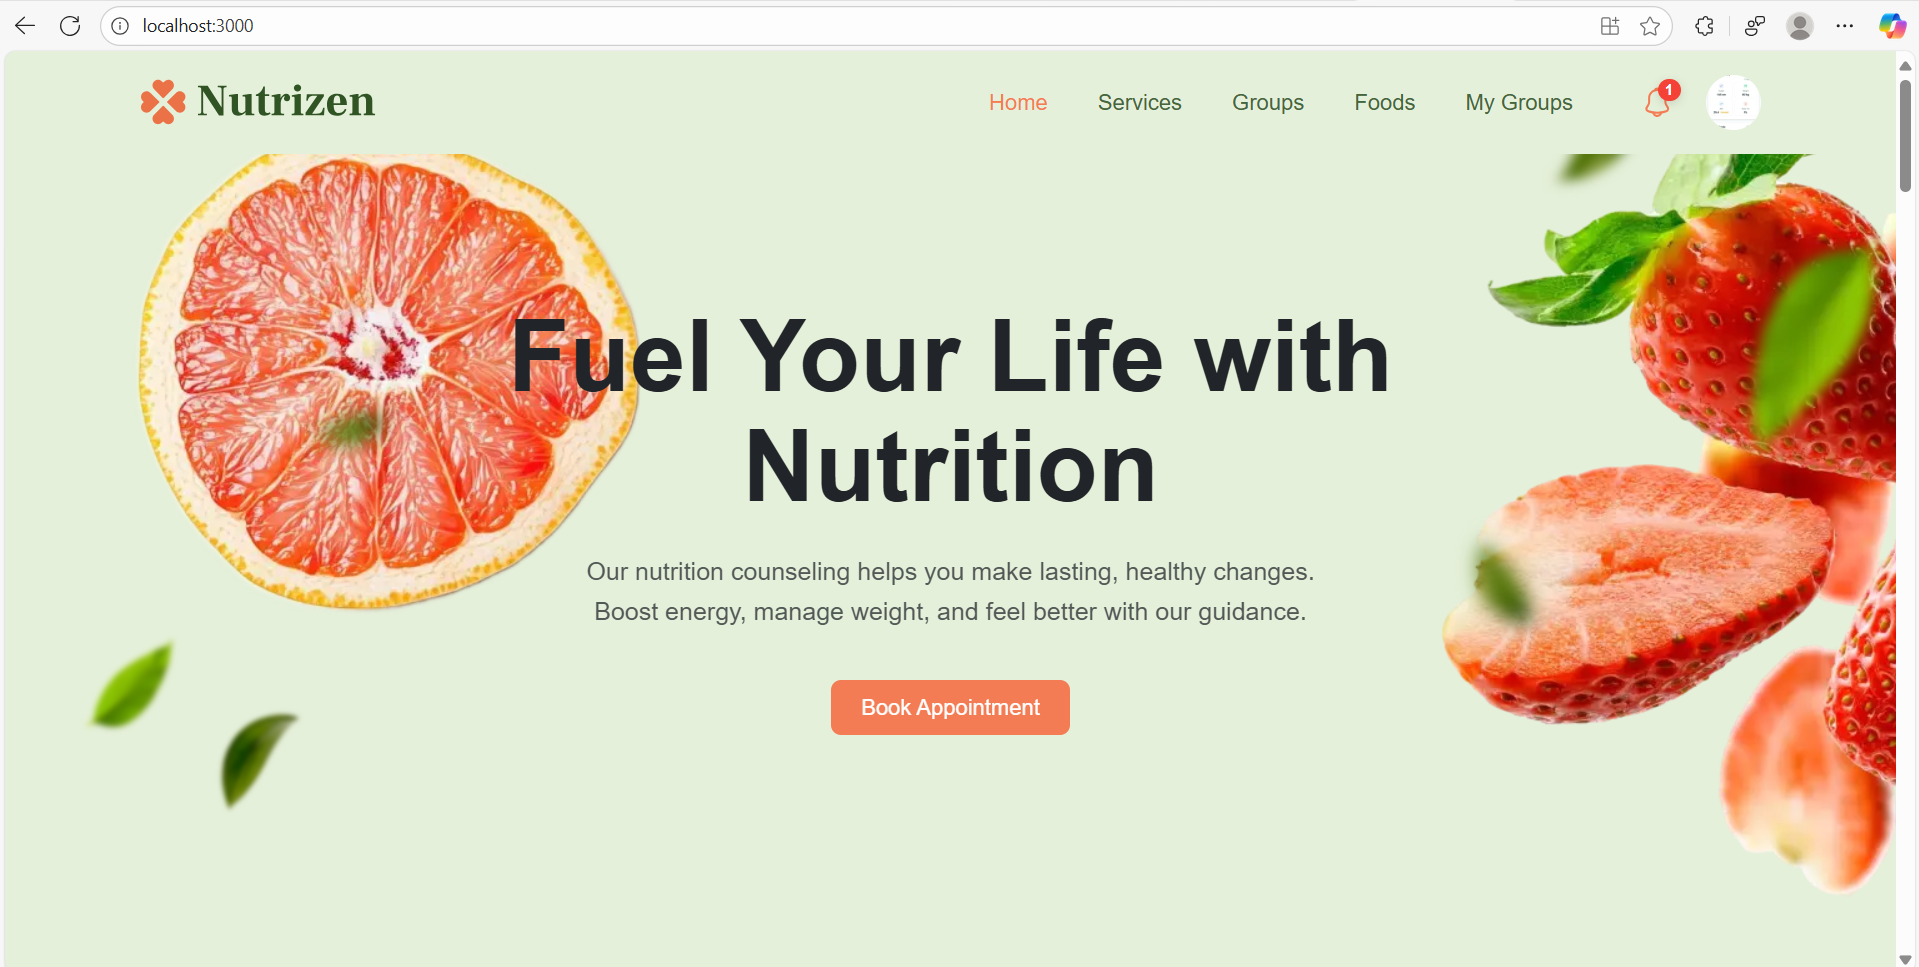 localhost:3000
Nutrizen
Home Services Groups Foods My Groups 1
Fuel Your Life with
Nutrition
Our nutrition counseling helps you make lasting, healthy changes.
Boost energy, manage weight, and feel better with our guidance.
Book Appointment